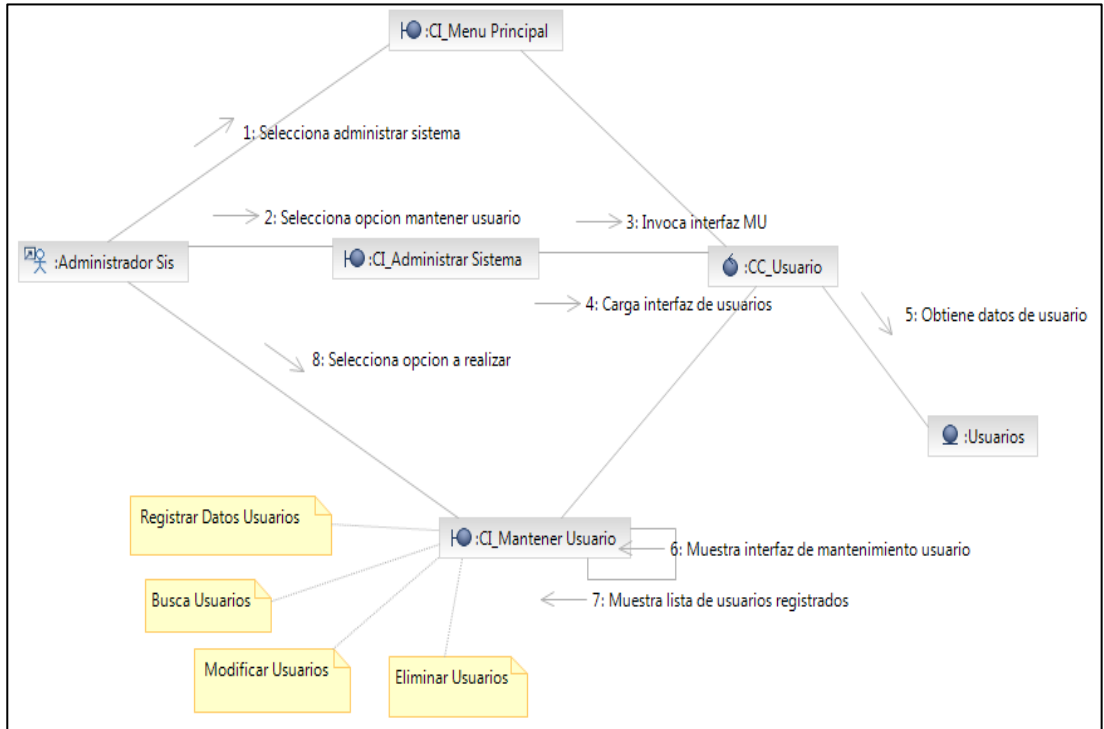 :CI_Menu Principal
1: Selecciona administrar sistema
2: Selecciona opcion mantener usuario
3: Invoca interfaz MU
:Administrador Sis
:CI_Administrar Sistema
:CC_Usuario
4: Carga interfaz de usuarios
5: Obtiene datos de usuario
8: Selecciona opcion a realizar
:Usuarios
Registrar Datos Usuarios
:CI_Mantener Usuario
6: Muestra interfaz de mantenimiento usuario
Busca Usuarios
7: Muestra lista de usuarios registrados
Modificar Usuarios
Eliminar Usuarios